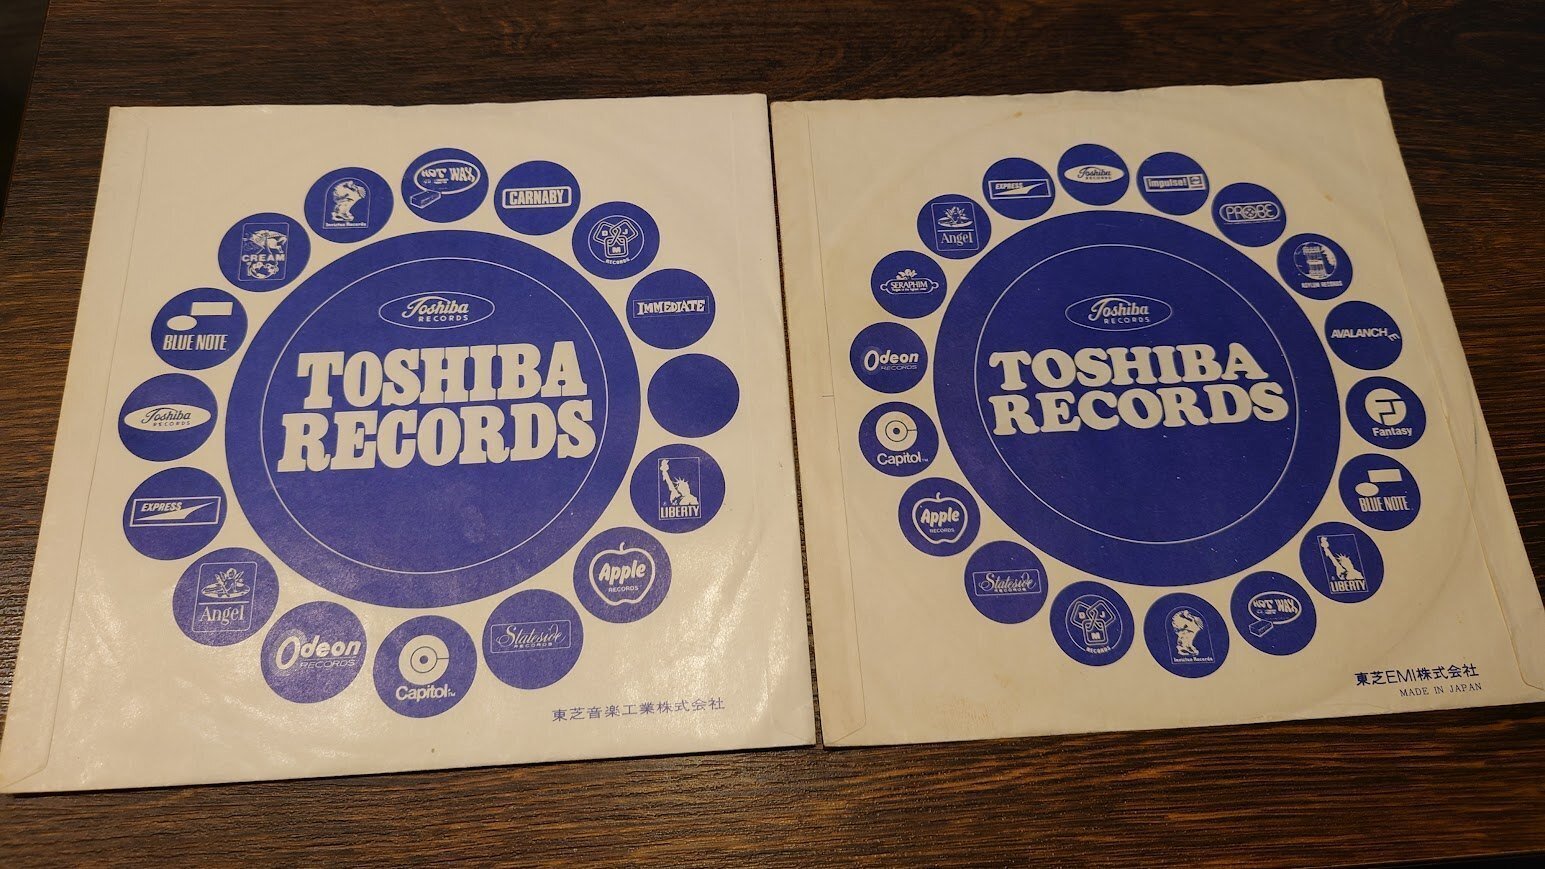 Toshiba
RECORDS
TOSHIBA
RECORDS
HOT WAX
CARNABY
BJM
RECORDS
IMMEDIATE
LIBERTY
Apple
RECORDS
Stateside
RECORDS
Capitol
Odeon
RECORDS
Angel
EXPRESS
Toshiba
RECORDS
BLUE NOTE
CREAM
Invictus Records
東芝音楽工業株式会社
Toshiba
RECORDS
TOSHIBA
RECORDS
Toshiba
RECORDS
impulse!
PROBE
ASYLUM RECORDS
AVALANCHE
Fantasy
BLUE NOTE
LIBERTY
HOT WAX
Invictus Records
BJM
RECORDS
Stateside
RECORDS
Apple
RECORDS
Capitol
Odeon
RECORDS
SERAPHIM
Angel
EXPRESS
東芝EMI株式会社
MADE IN JAPAN